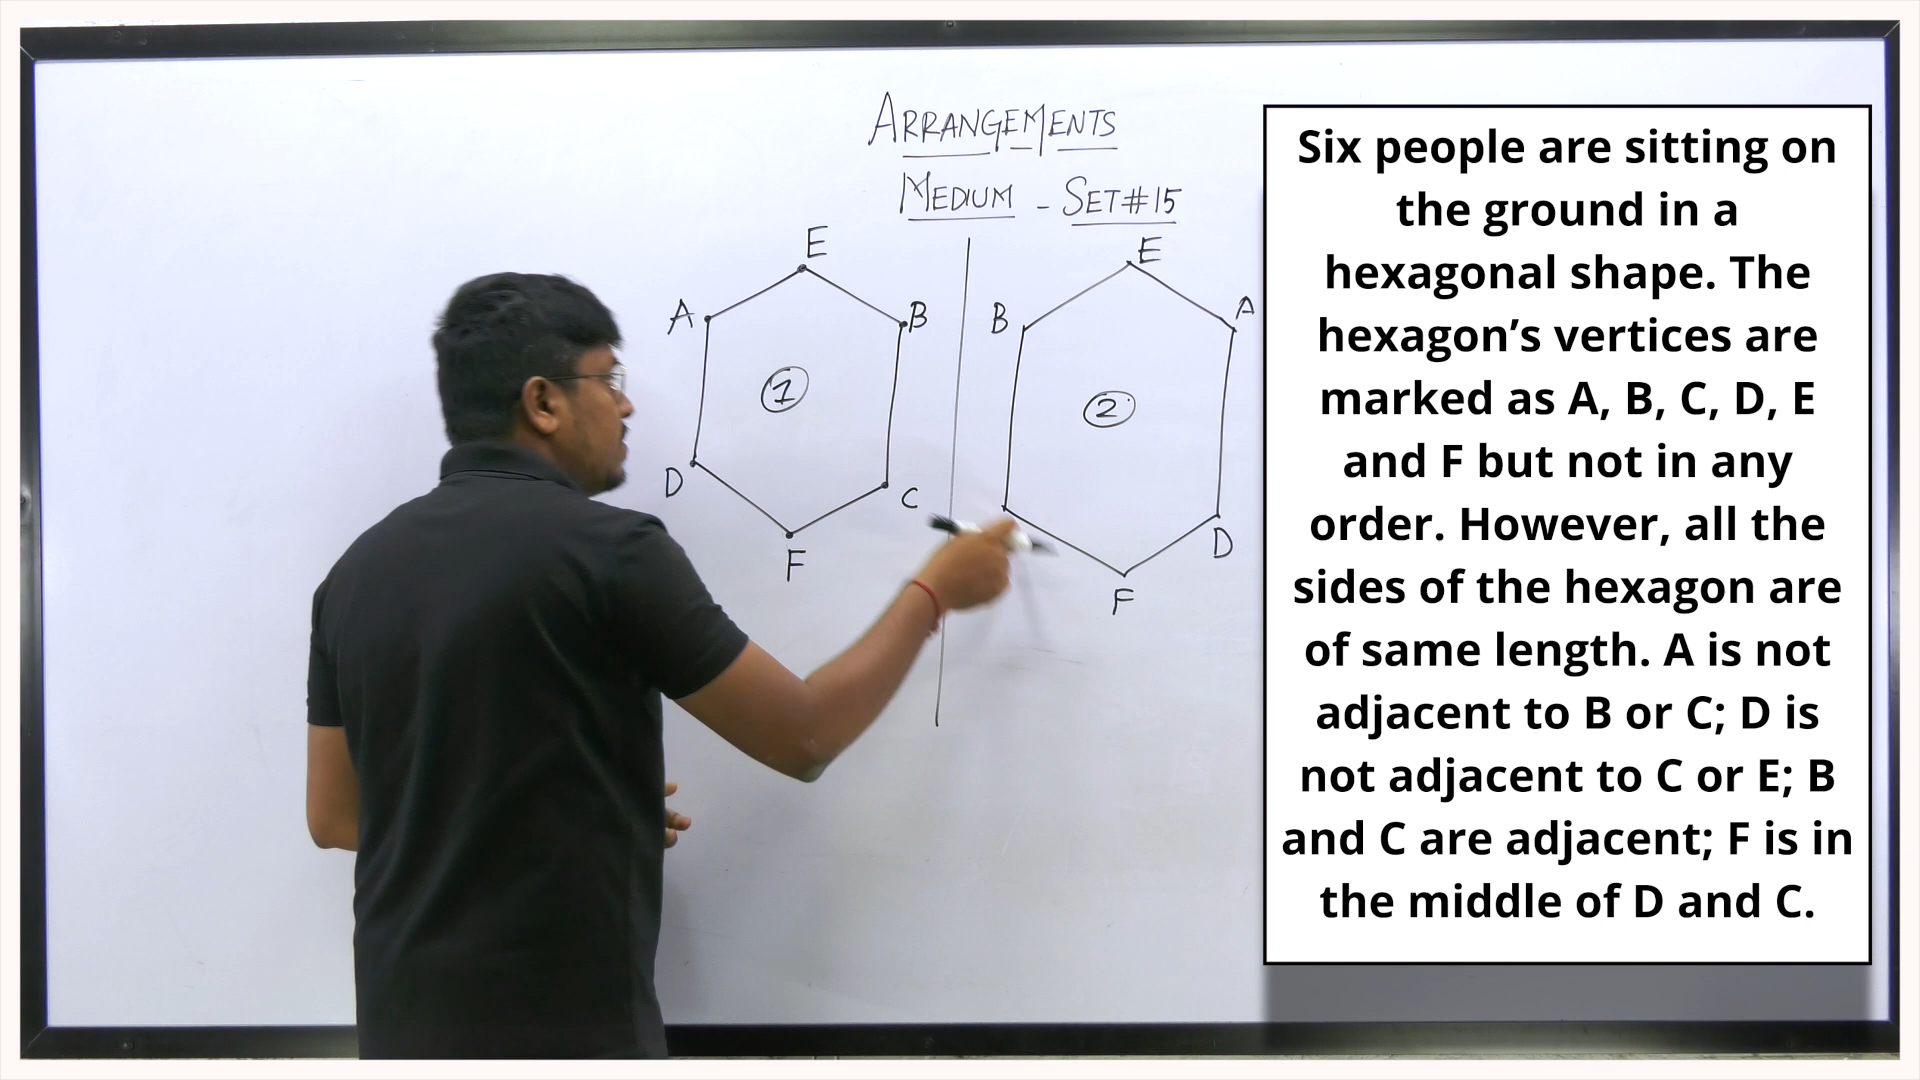 ARRANGEMENTS
MEDIUM - SET#15
E
A
B
1
D
C
F
E
B
A
2
D
F
Six people are sitting on
the ground in a
hexagonal shape. The
hexagon’s vertices are
marked as A, B, C, D, E
and F but not in any
order. However, all the
sides of the hexagon are
of same length. A is not
adjacent to B or C; D is
not adjacent to C or E; B
and C are adjacent; F is in
the middle of D and C.